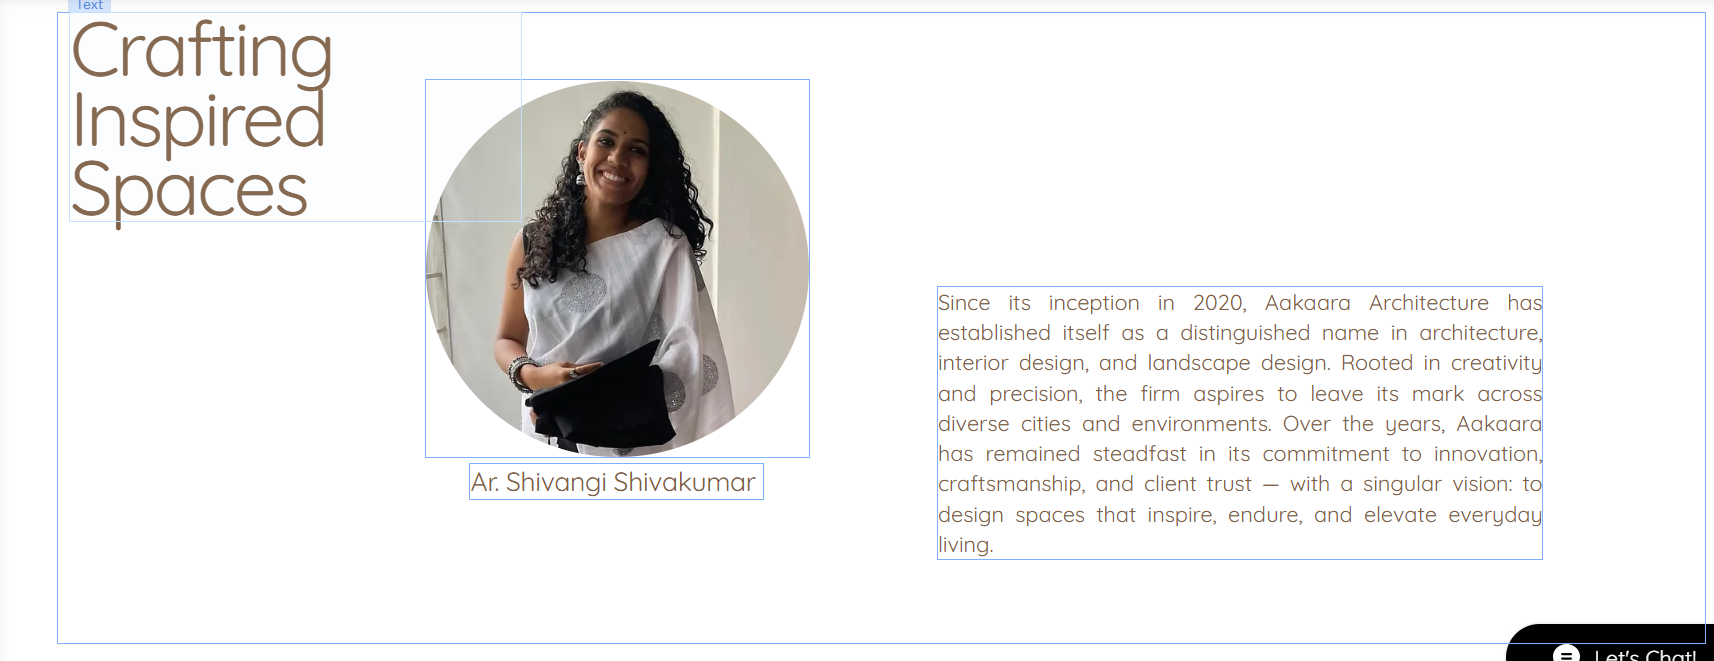 Text
Crafting
Inspired
Spaces
Ar. Shivangi Shivakumar
Since its inception in 2020, Aakaara Architecture has
established itself as a distinguished name in architecture,
interior design, and landscape design. Rooted in creativity
and precision, the firm aspires to leave its mark across
diverse cities and environments. Over the years, Aakaara
has remained steadfast in its commitment to innovation,
craftsmanship, and client trust — with a singular vision: to
design spaces that inspire, endure, and elevate everyday
living.
Let's Chat!